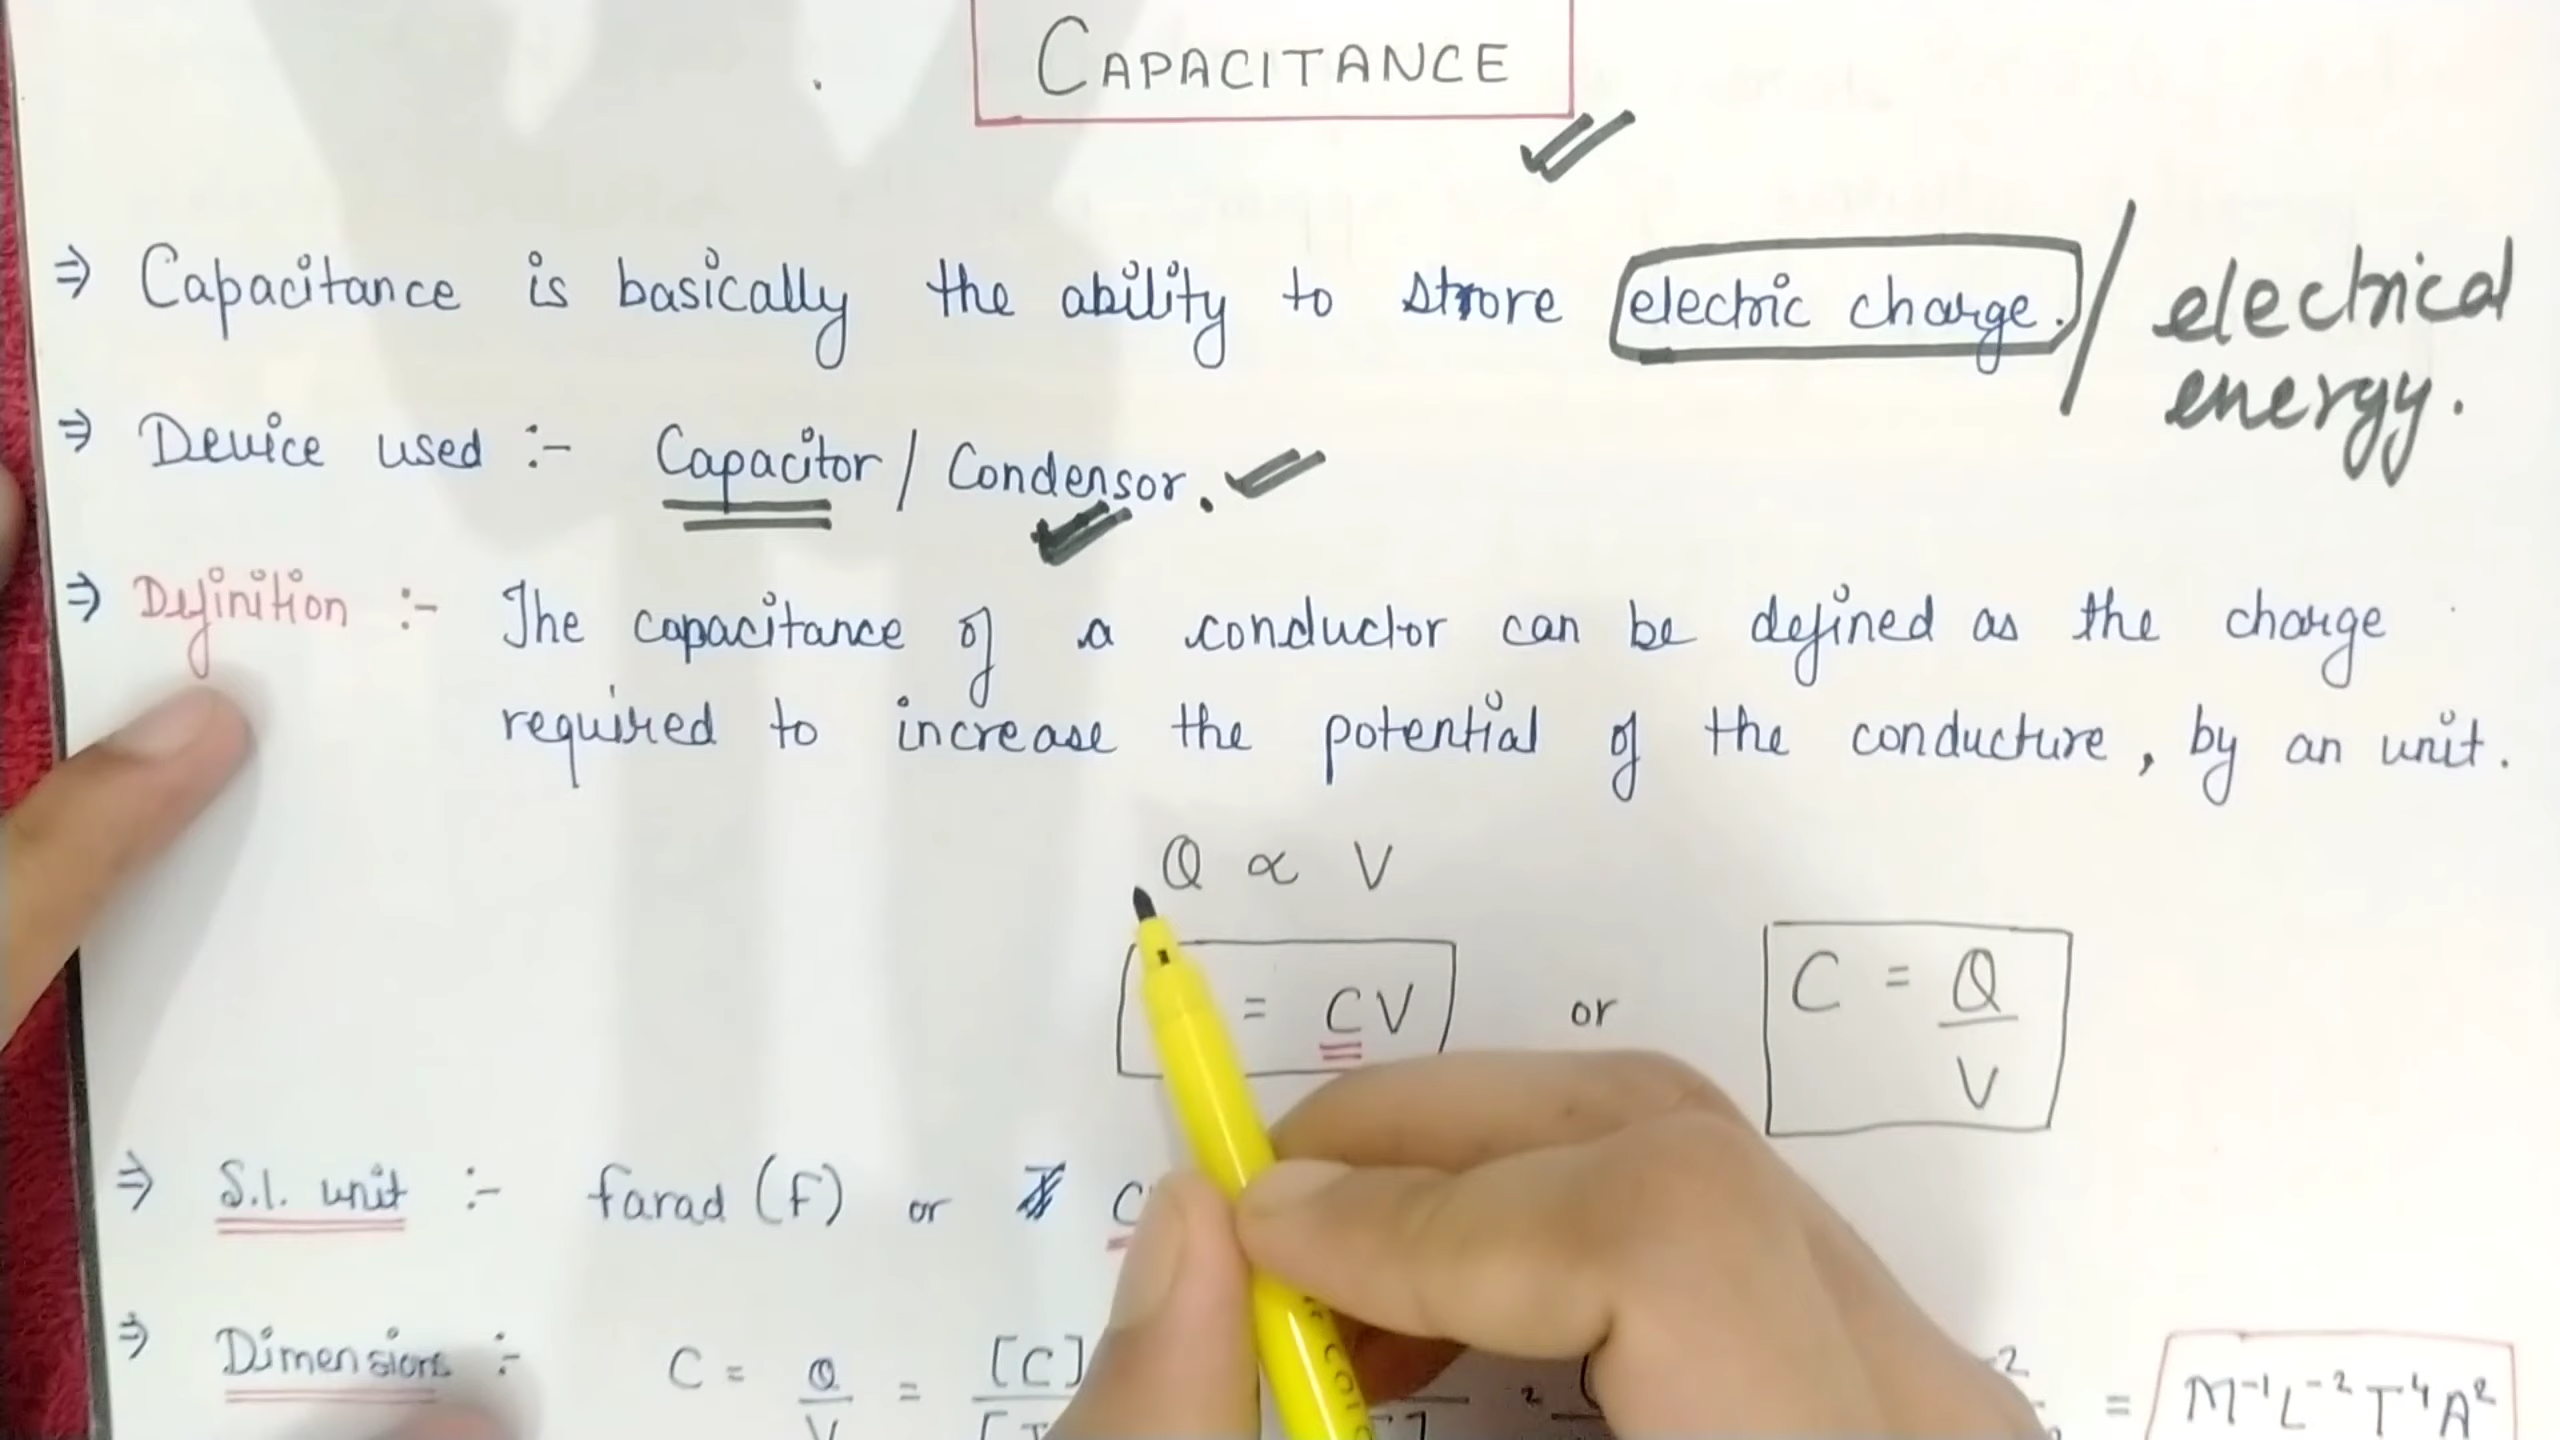 CAPACITANCE
⇒ Capacitance is basically the ability to strore electric charge. / electrical
energy.
⇒ Device used :- Capacitor / Condensor.
⇒ Definition :- The capacitance of a conductor can be defined as the charge
required to increase the potential of the conducture, by an unit.
Q ∝ V
= CV or C = Q
V
⇒ S.I. unit :- farad (F) or C
⇒ Dimension :- C = Q/V = [C] = M⁻¹L⁻²T⁴A²